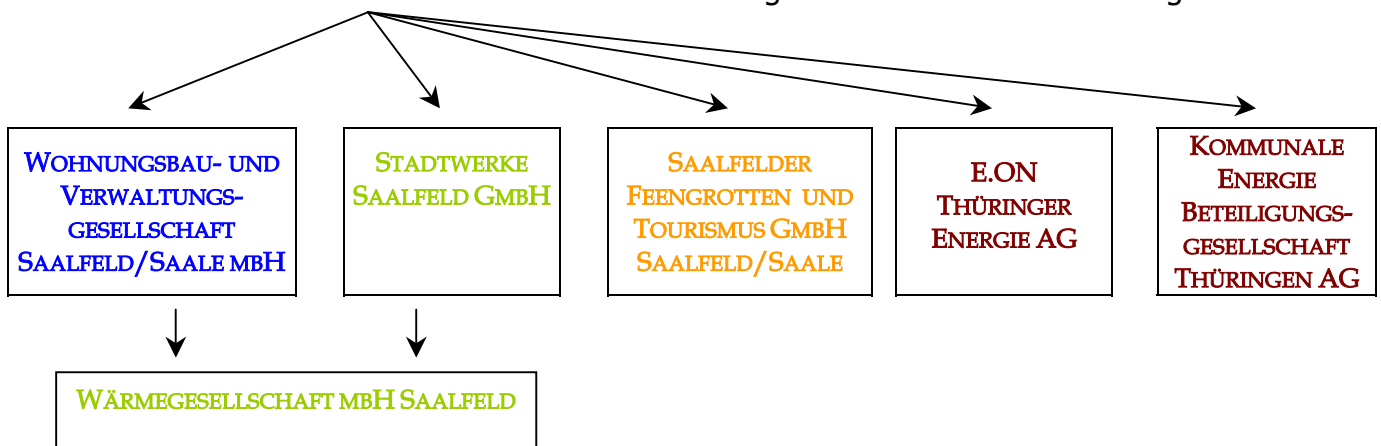 WOHNUNGSBAU- UND
VERWALTUNGS-
GESELLSCHAFT
SAALFELD/SAALE MBH
STADTWERKE
SAALFELD GMBH
SAALFELDER
FEENGROTTEN UND
TOURISMUS GMBH
SAALFELD/SAALE
E.ON
THÜRINGER
ENERGIE AG
KOMMUNALE
ENERGIE
BETEILIGUNGS-
GESELLSCHAFT
THÜRINGEN AG
WÄRMEGESELLSCHAFT MBH SAALFELD